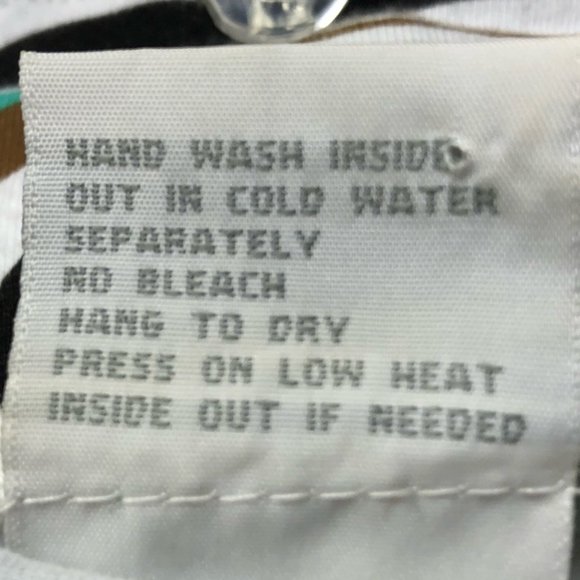 HAND WASH INSIDE
OUT IN COLD WATER
SEPARATELY
NO BLEACH
HANG TO DRY
PRESS ON LOW HEAT
INSIDE OUT IF NEEDED